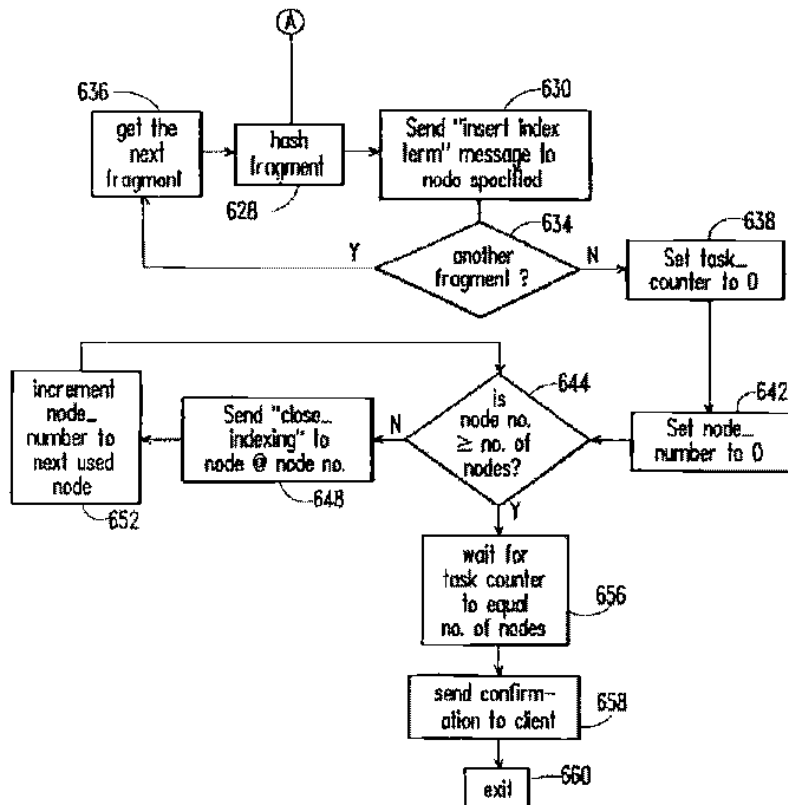 A
636
get the
next
fragment
hash
fragment
628
630
Send "insert index
term" message to
node specified
634
another
fragment ?
Y
N
638
Set task_
counter to 0
642
Set node_
number to 0
644
is
node no.
≥ no. of
nodes?
N
Y
Send "close_
indexing" to
node @ node no.
648
increment
node_
number to
next used
node
652
wait for
task counter
to equal
no. of nodes
656
send confirm-
ation to client
658
exit
660